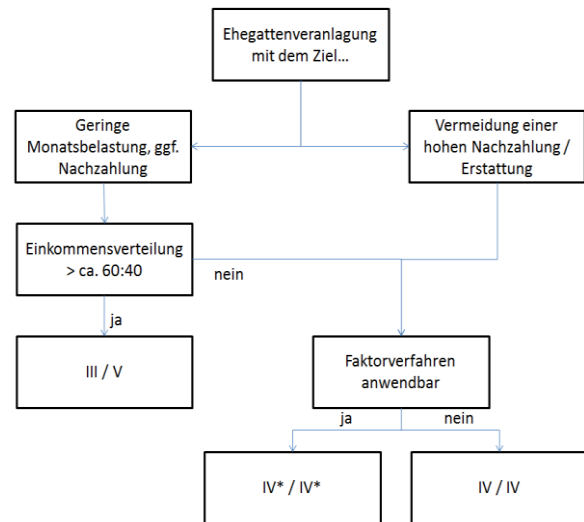 Ehegattenveranlagung
mit dem Ziel...
Geringe
Monatsbelastung, ggf.
Nachzahlung
Vermeidung einer
hohen Nachzahlung /
Erstattung
Einkommensverteilung
> ca. 60:40
nein
ja
III / V
Faktorverfahren
anwendbar
ja
nein
IV* / IV*
IV / IV